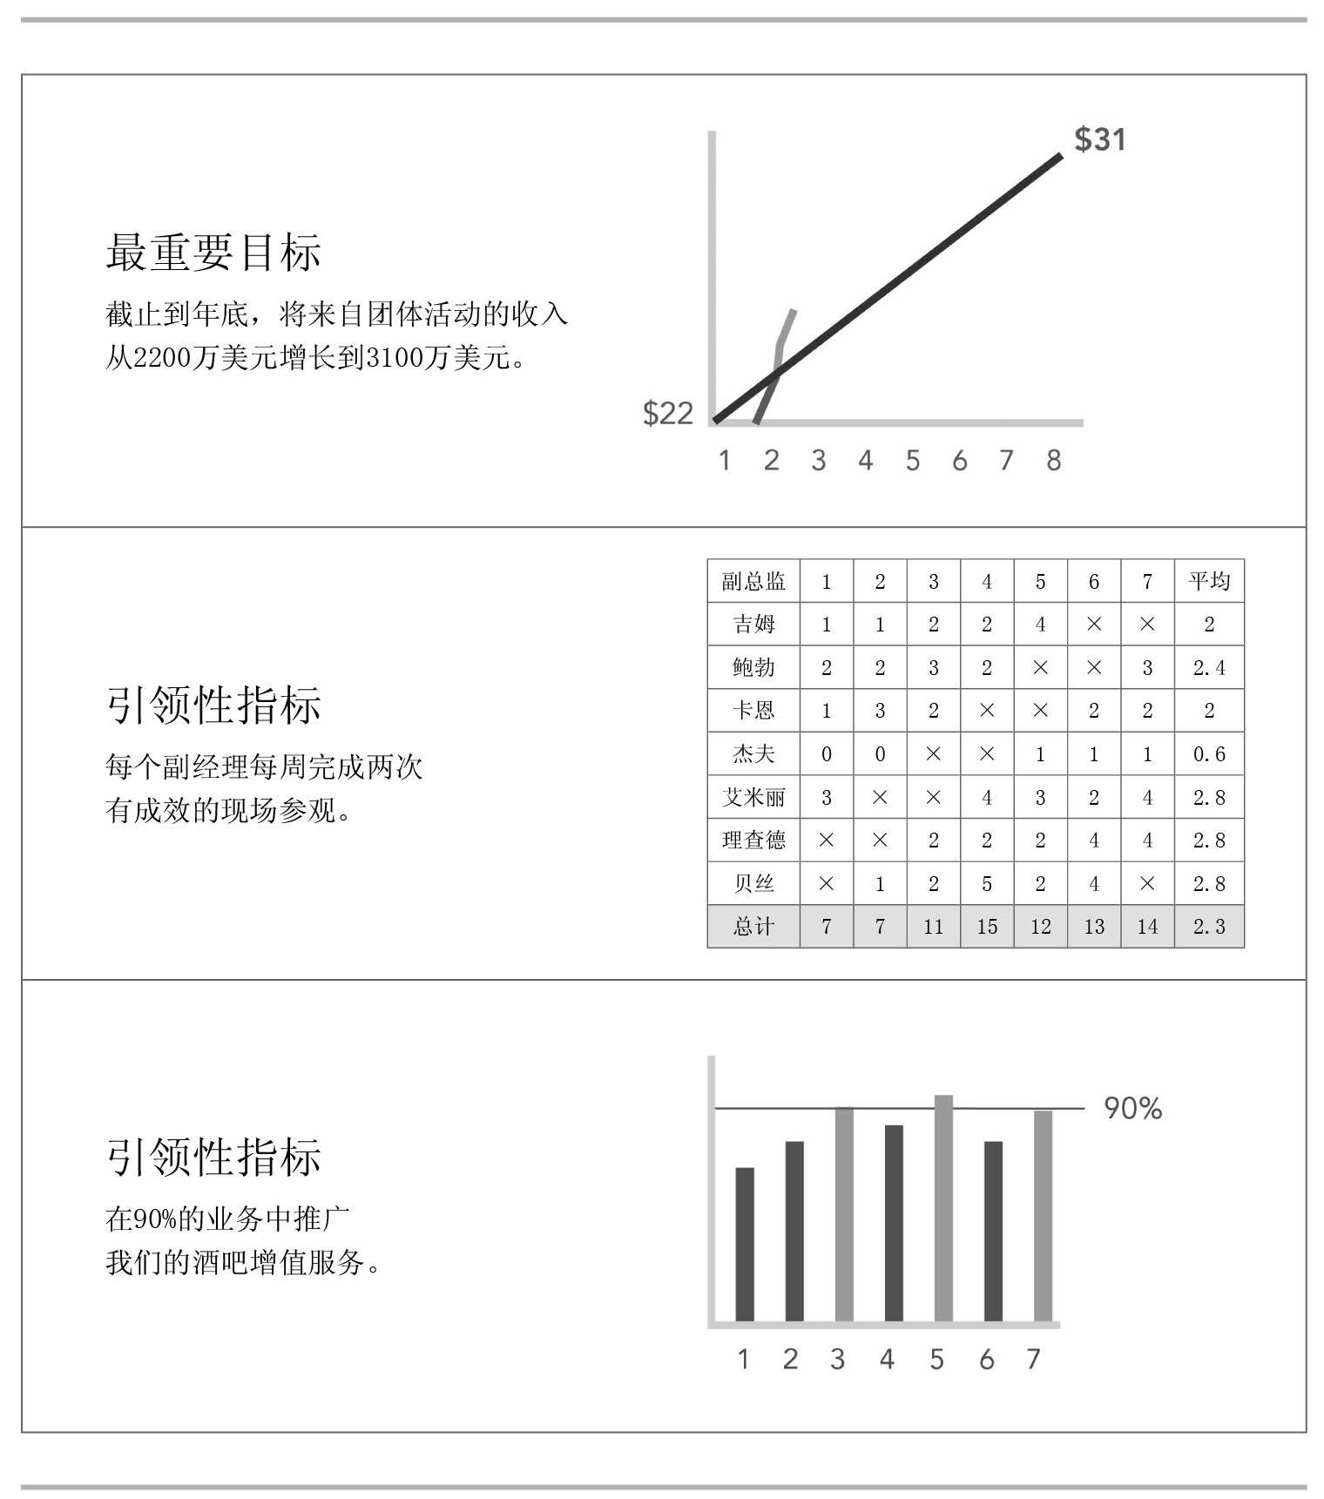 最重要目标
截止到年底，将来自团体活动的收入
从2200万美元增长到3100万美元。
$31
$22
1 2 3 4 5 6 7 8
引领性指标
每个副经理每周完成两次
有成效的现场参观。
副总监 1 2 3 4 5 6 7 平均
吉姆 1 1 2 2 4 × × 2
鲍勃 2 2 3 2 × × 3 2.4
卡恩 1 3 2 × × 2 2 2
杰夫 0 0 × × 1 1 1 0.6
艾米丽 3 × × 4 3 2 4 2.8
理查德 × × 2 2 2 4 4 2.8
贝丝 × 1 2 5 2 4 × 2.8
总计 7 7 11 15 12 13 14 2.3
引领性指标
在90%的业务中推广
我们的酒吧增值服务。
90%
1 2 3 4 5 6 7